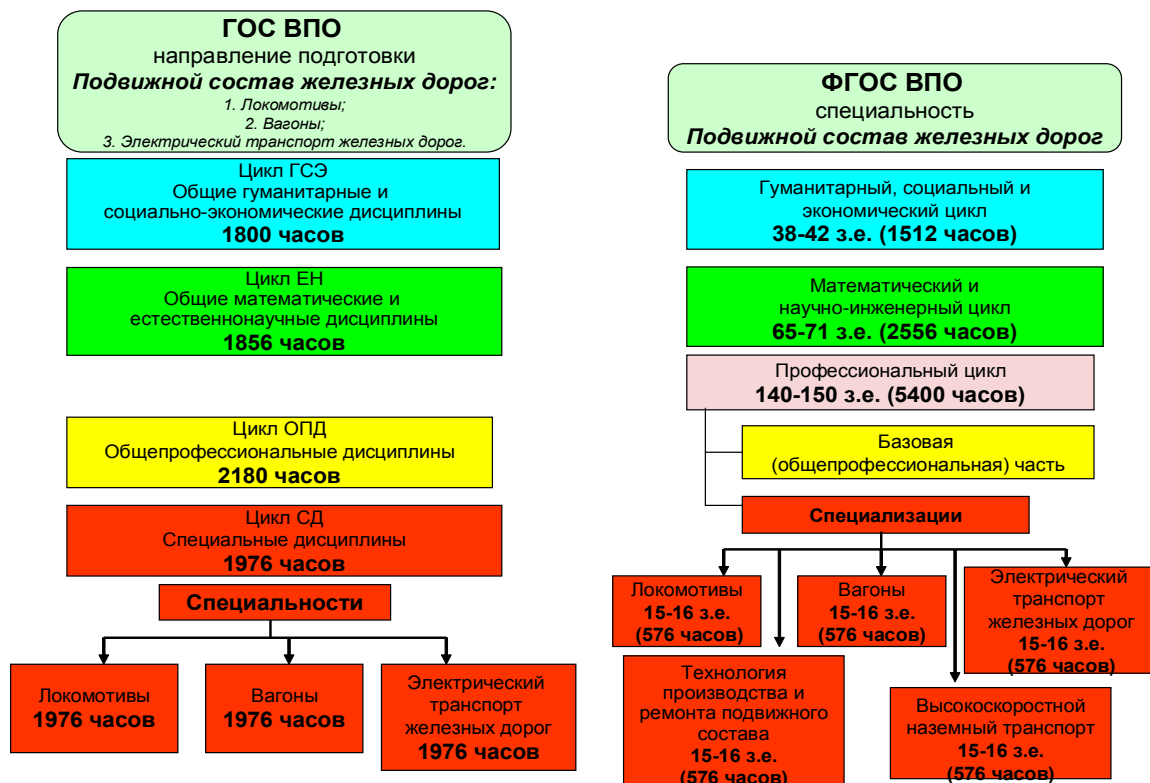 ГОС ВПО
направление подготовки
Подвижной состав железных дорог:
1. Локомотивы;
2. Вагоны;
3. Электрический транспорт железных дорог.
Цикл ГСЭ
Общие гуманитарные и
социально-экономические дисциплины
1800 часов
Цикл ЕН
Общие математические и
естественнонаучные дисциплины
1856 часов
Цикл ОПД
Общепрофессиональные дисциплины
2180 часов
Цикл СД
Специальные дисциплины
1976 часов
Специальности
Локомотивы
1976 часов
Вагоны
1976 часов
Электрический
транспорт
железных дорог
1976 часов
ФГОС ВПО
специальность
Подвижной состав железных дорог
Гуманитарный, социальный и
экономический цикл
38-42 з.е. (1512 часов)
Математический и
научно-инженерный цикл
65-71 з.е. (2556 часов)
Профессиональный цикл
140-150 з.е. (5400 часов)
Базовая
(общепрофессиональная) часть
Специализации
Локомотивы
15-16 з.е.
(576 часов)
Вагоны
15-16 з.е.
(576 часов)
Электрический
транспорт
железных дорог
15-16 з.е.
(576 часов)
Технология
производства и
ремонта подвижного
состава
15-16 з.е.
(576 часов)
Высокоскоростной
наземный транспорт
15-16 з.е.
(576 часов)